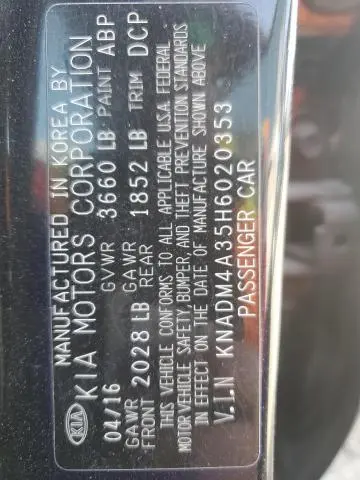 MANUFACTURED IN KOREA BY
KIA KIA MOTORS CORPORATION
04/16 GVWR 3660 LB PAINT ABP
GAWR FRONT 2028 LB GAWR REAR 1852 LB TRIM DCP
THIS VEHICLE CONFORMS TO ALL APPLICABLE U.S.A. FEDERAL
MOTOR VEHICLE SAFETY, BUMPER, AND THEFT PREVENTION STANDARDS
IN EFFECT ON THE DATE OF MANUFACTURE SHOWN ABOVE
V.I.N KNADM4A35H6020353
PASSENGER CAR